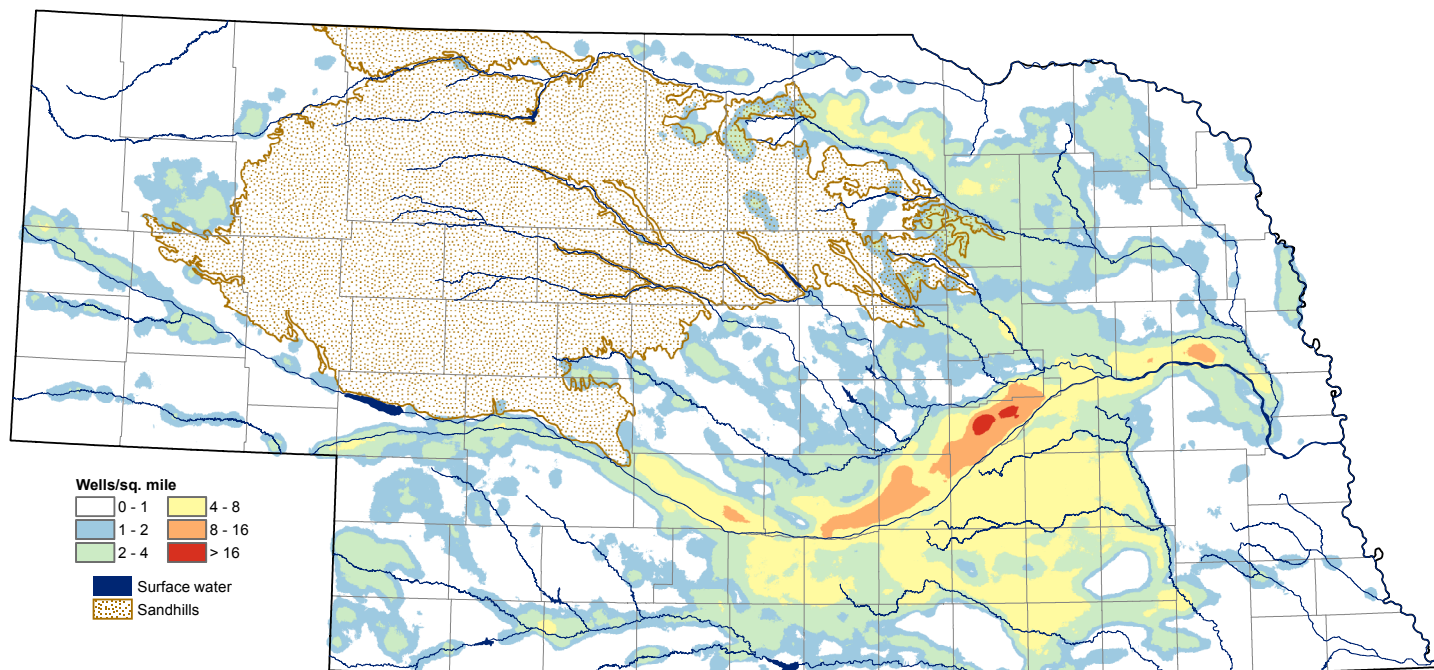 Wells/sq. mile
0 - 1
4 - 8
1 - 2
8 - 16
2 - 4
> 16
Surface water
Sandhills